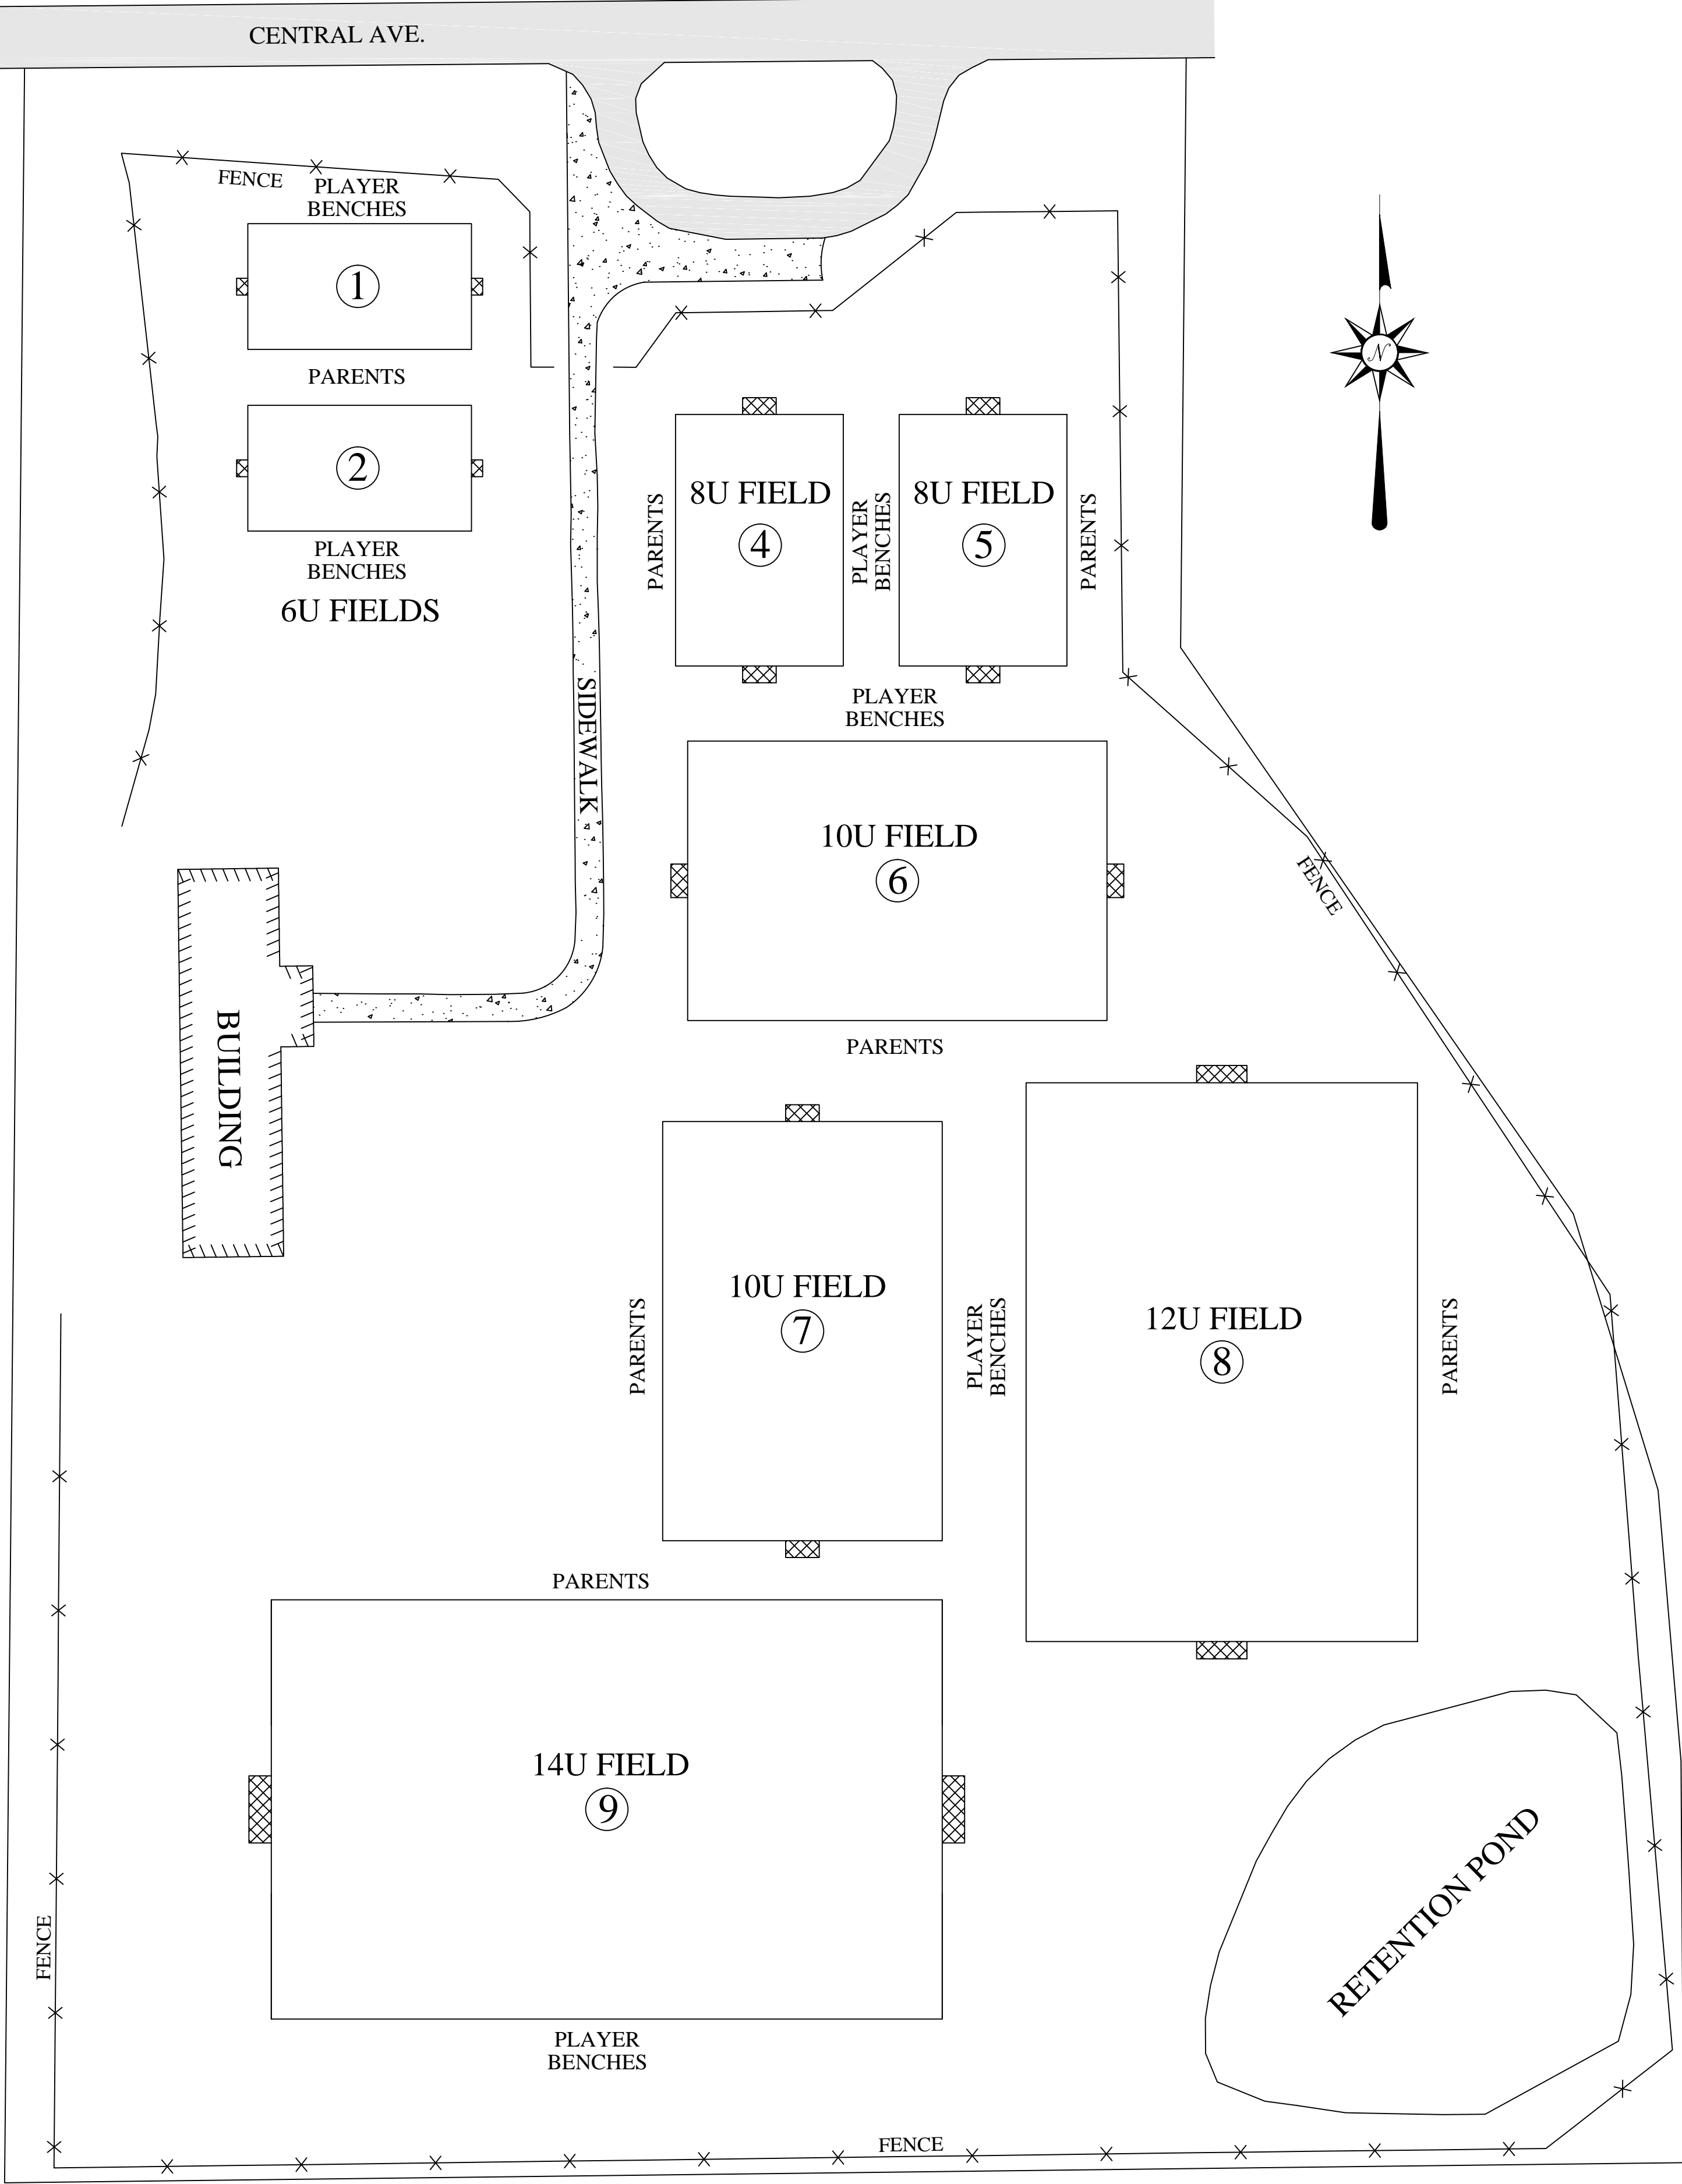 CENTRAL AVE.
FENCE
PLAYER
BENCHES
1
PARENTS
2
PLAYER
BENCHES
6U FIELDS
N
PARENTS
8U FIELD
4
PLAYER
BENCHES
8U FIELD
5
PARENTS
SIDEWALK
PLAYER
BENCHES
10U FIELD
6
PARENTS
FENCE
BUILDING
PARENTS
10U FIELD
7
PLAYER
BENCHES
12U FIELD
8
PARENTS
PARENTS
14U FIELD
9
PLAYER
BENCHES
RETENTION POND
FENCE
FENCE